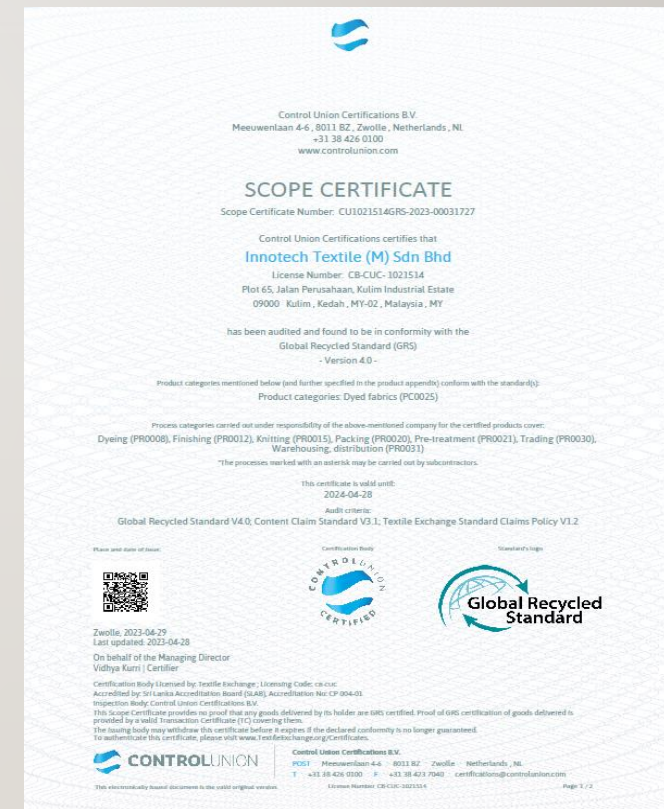 Control Union Certifications B.V.
Meeuwenlaan 4-6 , 8011 BZ , Zwolle , Netherlands , NL
+31 38 426 0100
www.controlunion.com
SCOPE CERTIFICATE
Scope Certificate Number: CU1021514GRS-2023-00031727
Control Union Certifications certifies that
Innotech Textile (M) Sdn Bhd
License Number: CB-CUC- 1021514
Plot 65, Jalan Perusahaan, Kulim Industrial Estate
09000 Kulim , Kedah , MY-02 , Malaysia , MY
has been audited and found to be in conformity with the
Global Recycled Standard (GRS)
- Version 4.0 -
Product categories mentioned below (and further specified in the product appendix) conform with the standard(s):
Product categories: Dyed fabrics (PC0025)
Process categories carried out under responsibility of the above-mentioned company for the certified products cover:
Dyeing (PR0008), Finishing (PR0012), Knitting (PR0015), Packing (PR0020), Pre-treatment (PR0021), Trading (PR0030),
Warehousing, distribution (PR0031)
*The processes marked with an asterisk may be carried out by subcontractors.
This certificate is valid until:
2024-04-28
Audit criteria:
Global Recycled Standard V4.0; Content Claim Standard V3.1; Textile Exchange Standard Claims Policy V1.2
Place and date of issue:
Certification Body
Standard's logo
CONTROLUNION
CERTIFIED
Global Recycled
Standard
Zwolle, 2023-04-29
Last updated: 2023-04-28
On behalf of the Managing Director
Vidhya Kurri | Certifier
Certification Body Licensed by: Textile Exchange ; Licensing Code: CB-CUC
Accredited by: Sri Lanka Accreditation Board (SLAB), Accreditation No: CP 004-01
Inspection Body: Control Union Certifications B.V.
This Scope Certificate provides no proof that any goods delivered by its holder are GRS certified. Proof of GRS certification of goods delivered is
provided by a valid Transaction Certificate (TC) covering them.
The issuing body may withdraw this certificate before it expires if the declared conformity is no longer guaranteed.
To authenticate this certificate, please visit www.TextileExchange.org/Certificates.
CONTROLUNION
Control Union Certifications B.V.
POST Meeuwenlaan 4-6 8011 BZ Zwolle Netherlands , NL
T +31 38 426 0100 F +31 38 423 7040 certifications@controlunion.com
This electronically issued document is the valid original version
License Number CB-CUC-1021514
Page 1 / 2